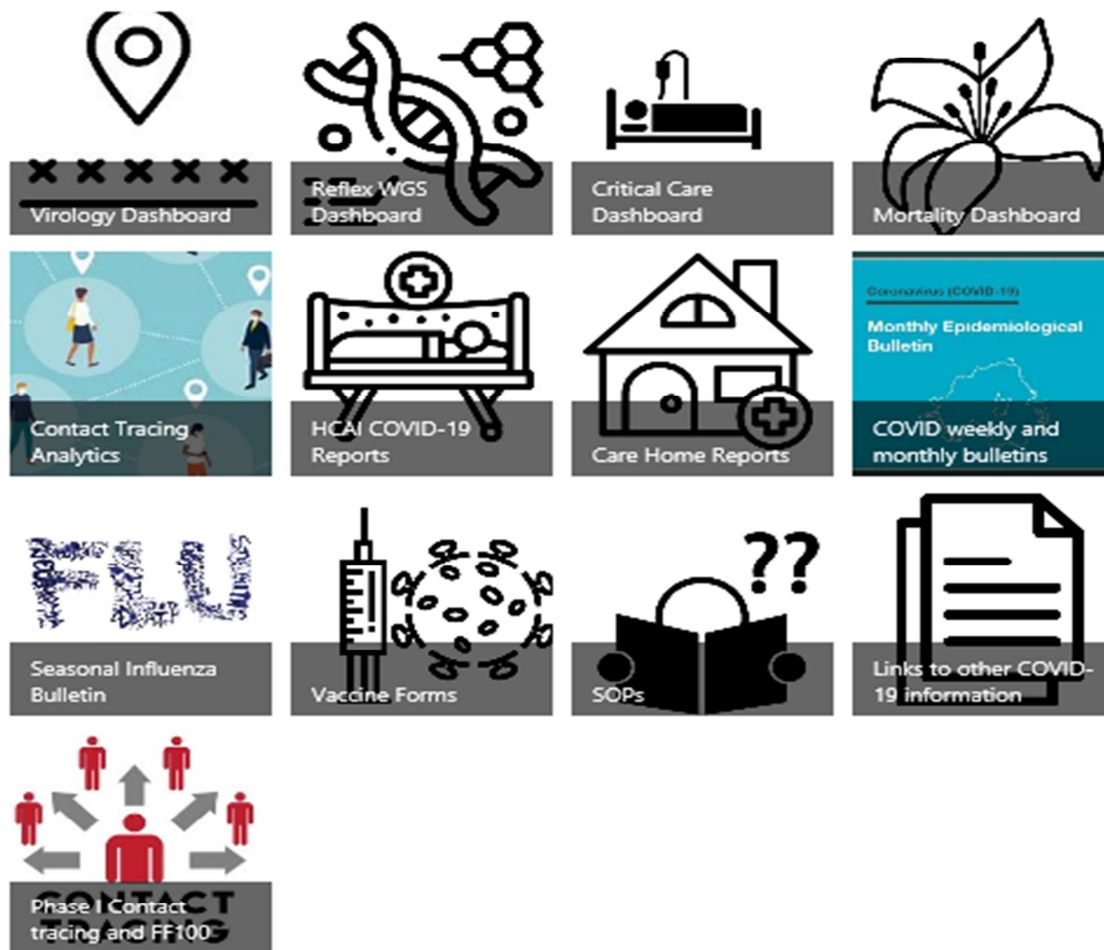 Virology Dashboard
Reflex WGS
Dashboard
Critical Care
Dashboard
Mortality Dashboard
Contact Tracing
Analytics
HCAI COVID-19
Reports
Care Home Reports
Coronavirus (COVID-19)
Monthly Epidemiological
Bulletin
COVID weekly and
monthly bulletins
FLU
Seasonal Influenza
Bulletin
Vaccine Forms
??
SOPs
Links to other COVID-
19 information
CONTACT
TRACING
Phase I Contact
tracing and FF100